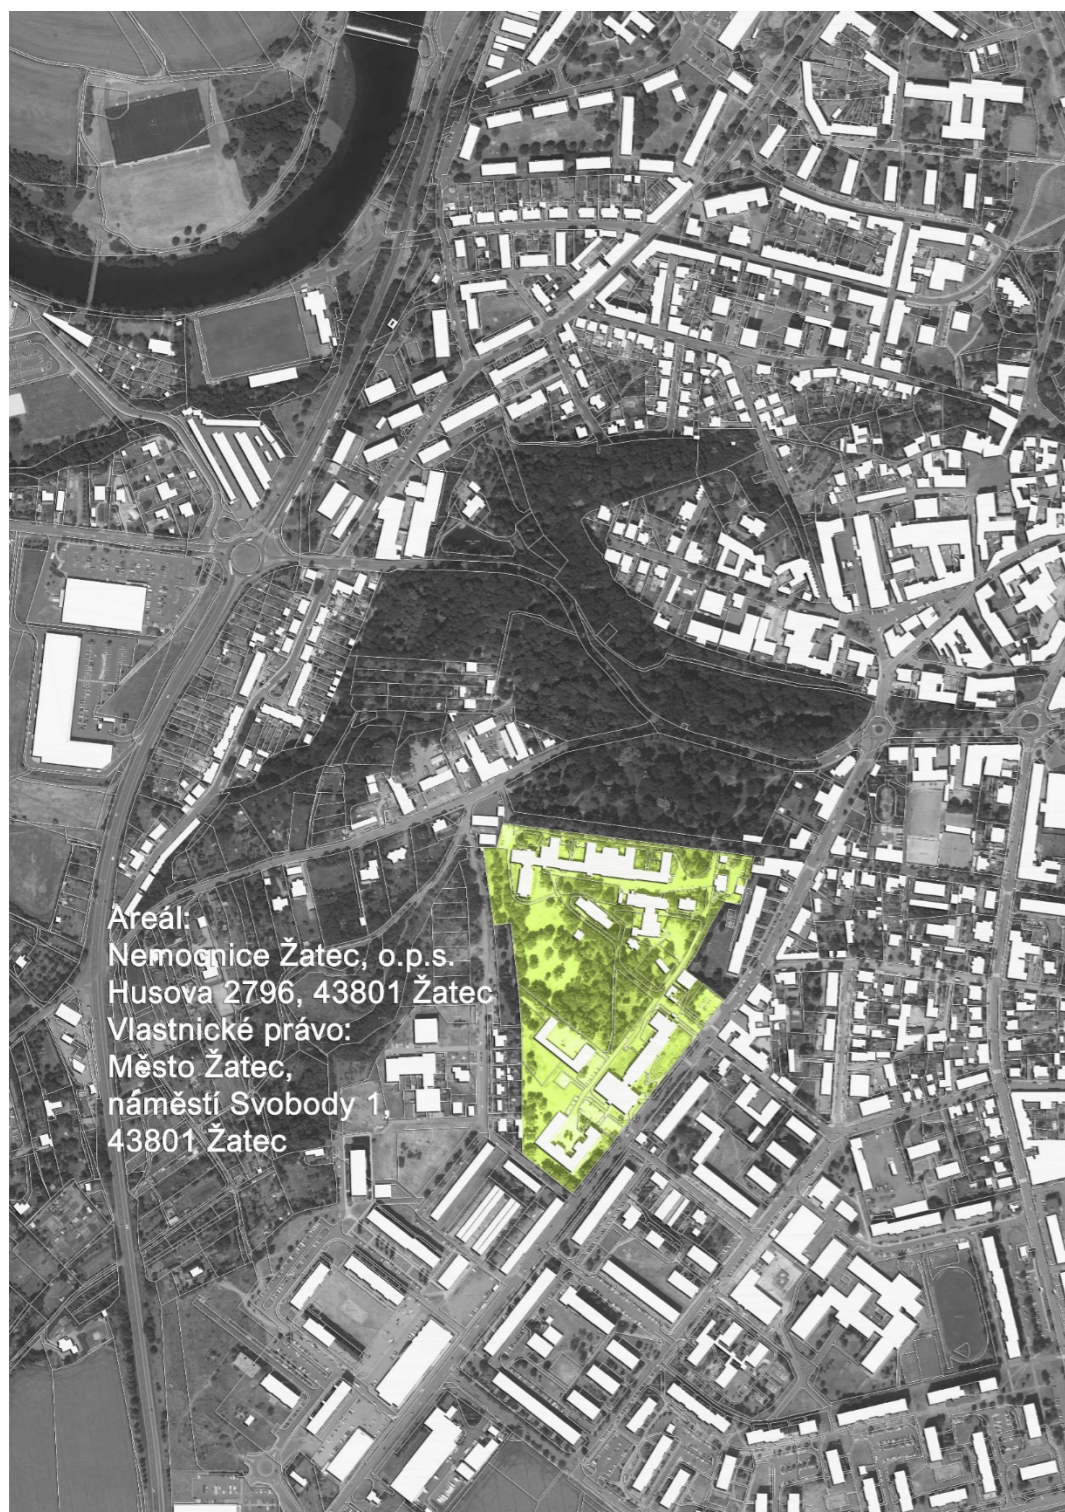 Areál:
Nemocnice Žatec, o.p.s.
Husova 2796, 43801 Žatec
Vlastnické právo:
Město Žatec,
náměstí Svobody 1,
43801 Žatec